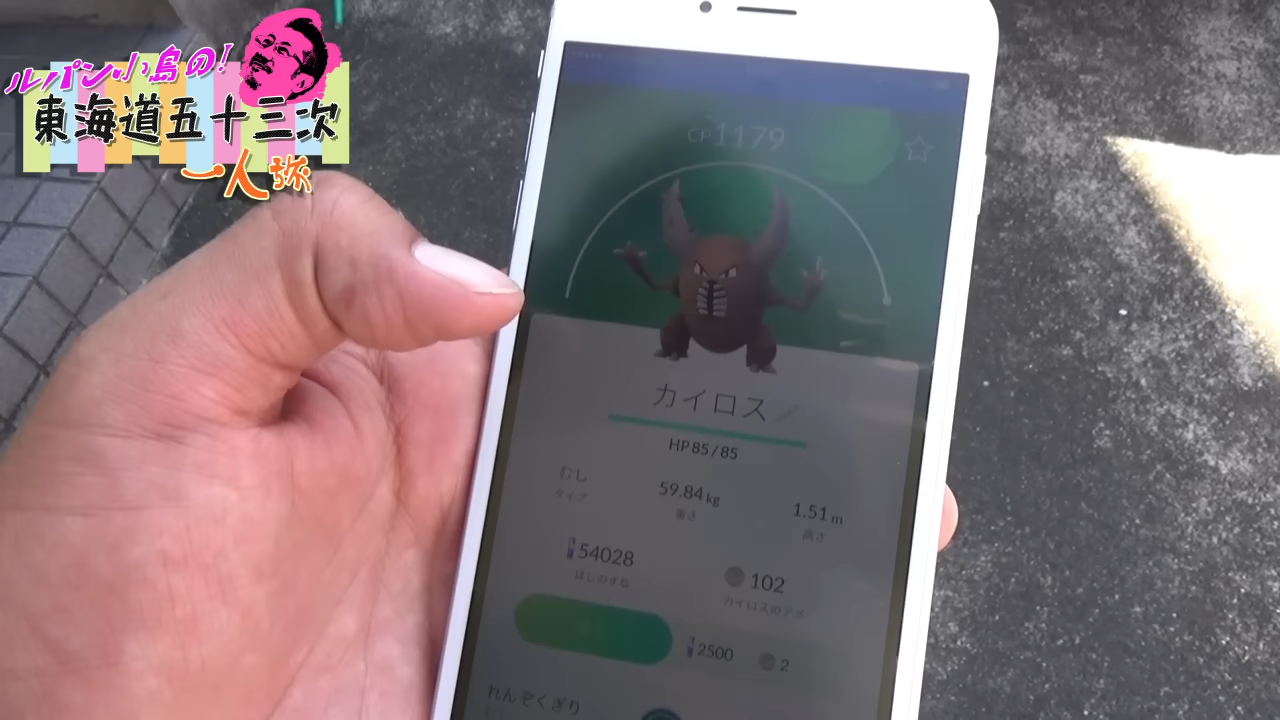 ルパン小島の!
東海道五十三次
一人旅
CP1179
カイロス
HP 85/85
むし
タイプ
59.84kg
重さ
1.51m
高さ
54028
ほしのすな
102
カイロスのアメ
2500
2
れんぞくぎり